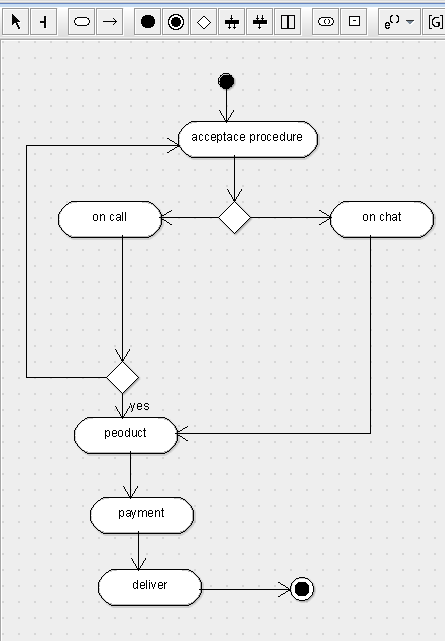 e()
[G]
acceptace procedure
on call
on chat
yes
peoduct
payment
deliver